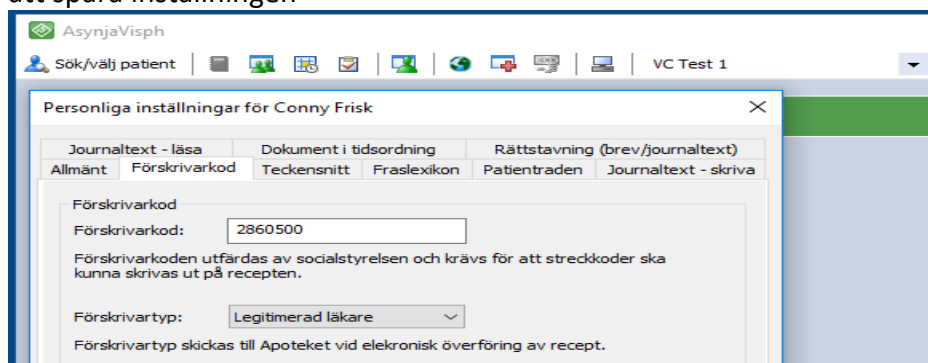 att spara inställningen
AsynjaVisph
Sök/välj patient
VC Test 1
Personliga inställningar för Conny Frisk
Journaltext - läsa Dokument i tidsordning Rättstavning (brev/journaltext)
Allmänt Förskrivarkod Teckensnitt Fraslexikon Patientraden Journaltext - skriva
Förskrivarkod
Förskrivarkod: 2860500
Förskrivarkoden utfärdas av socialstyrelsen och krävs för att streckkoder ska
kunna skrivas ut på recepten.
Förskrivartyp: Legitimerad läkare
Förskrivartyp skickas till Apoteket vid elekronisk överföring av recept.